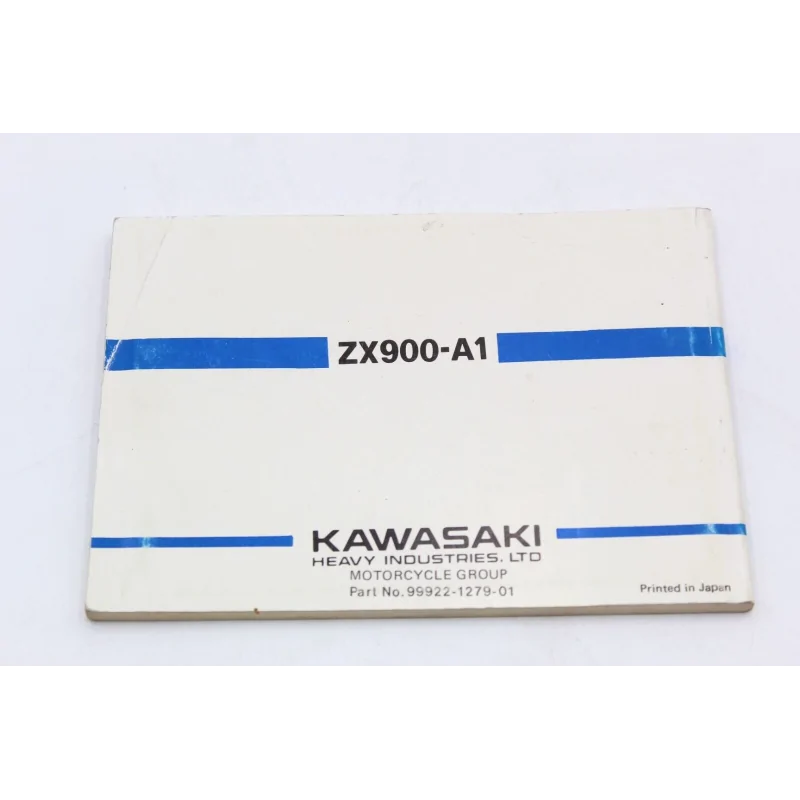 ZX900-A1
KAWASAKI
HEAVY INDUSTRIES, LTD
MOTORCYCLE GROUP
Part No. 99922-1279-01
Printed in Japan